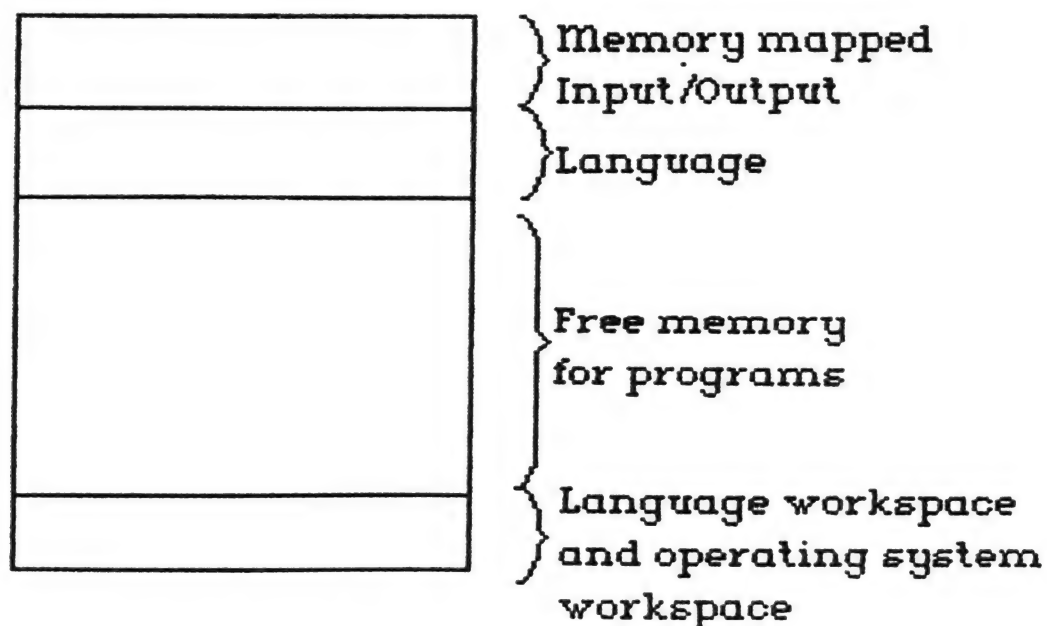 Memory mapped
Input/Output
Language
Free memory
for programs
Language workspace
and operating system
workspace